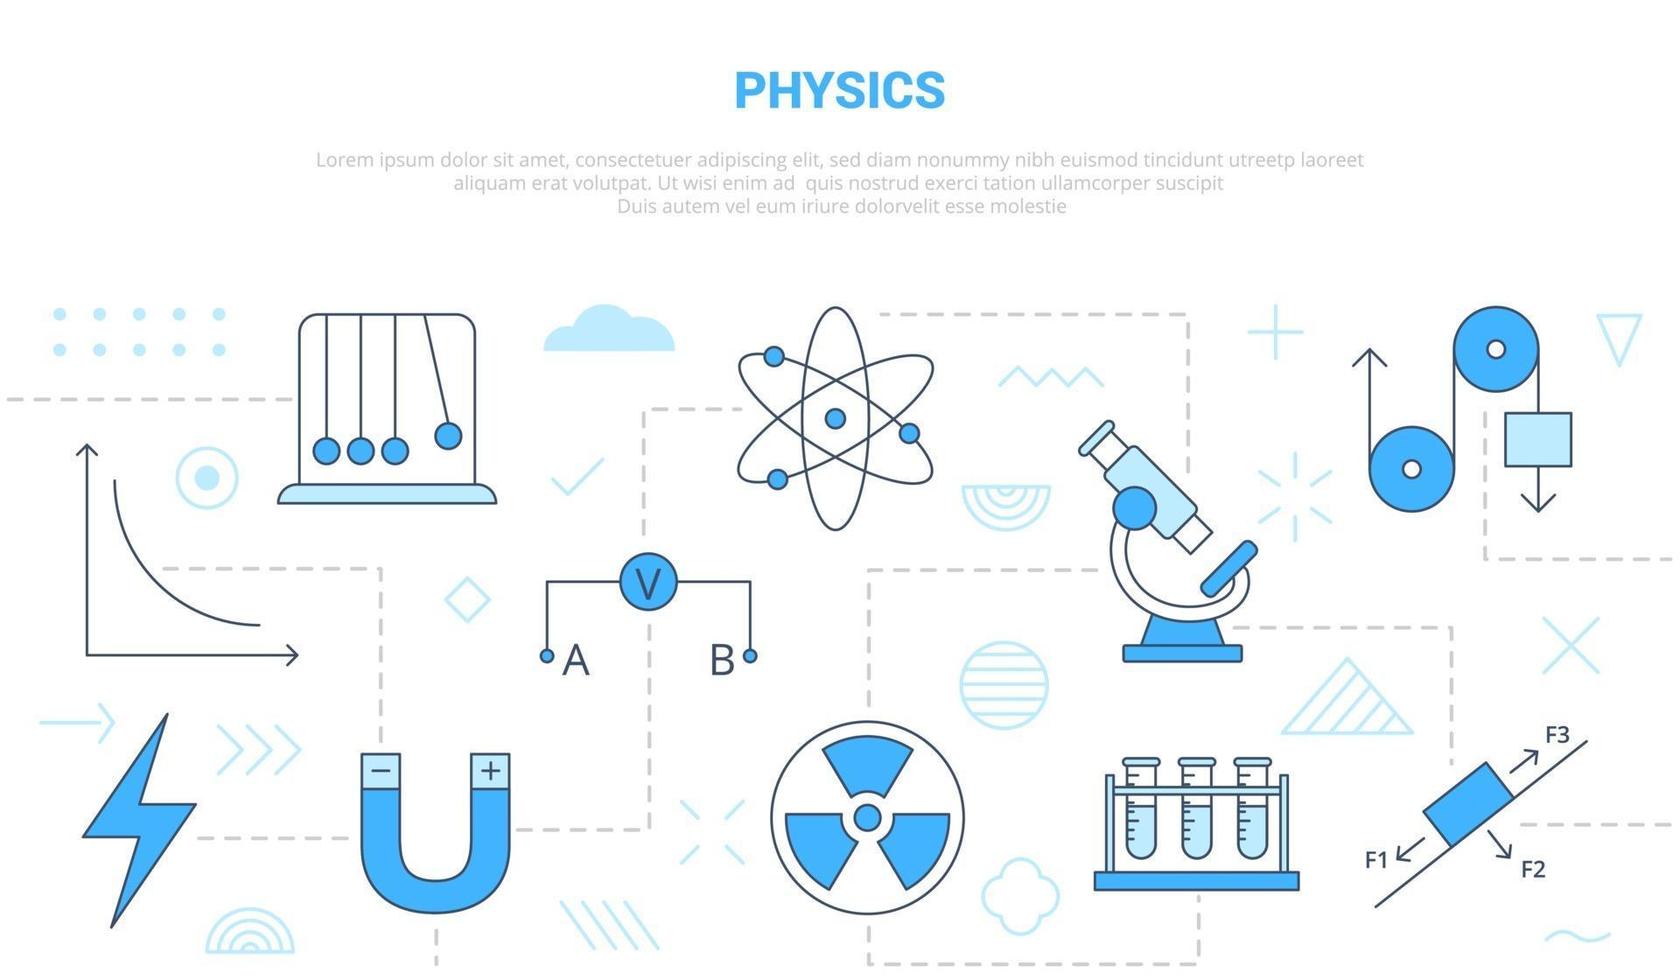 PHYSICS
Lorem ipsum dolor sit amet, consectetuer adipiscing elit, sed diam nonummy nibh euismod tincidunt utreetp laoreet
aliquam erat volutpat. Ut wisi enim ad  quis nostrud exerci tation ullamcorper suscipit
Duis autem vel eum iriure dolorvelit esse molestie
V
A B
− +
F3
F1
F2